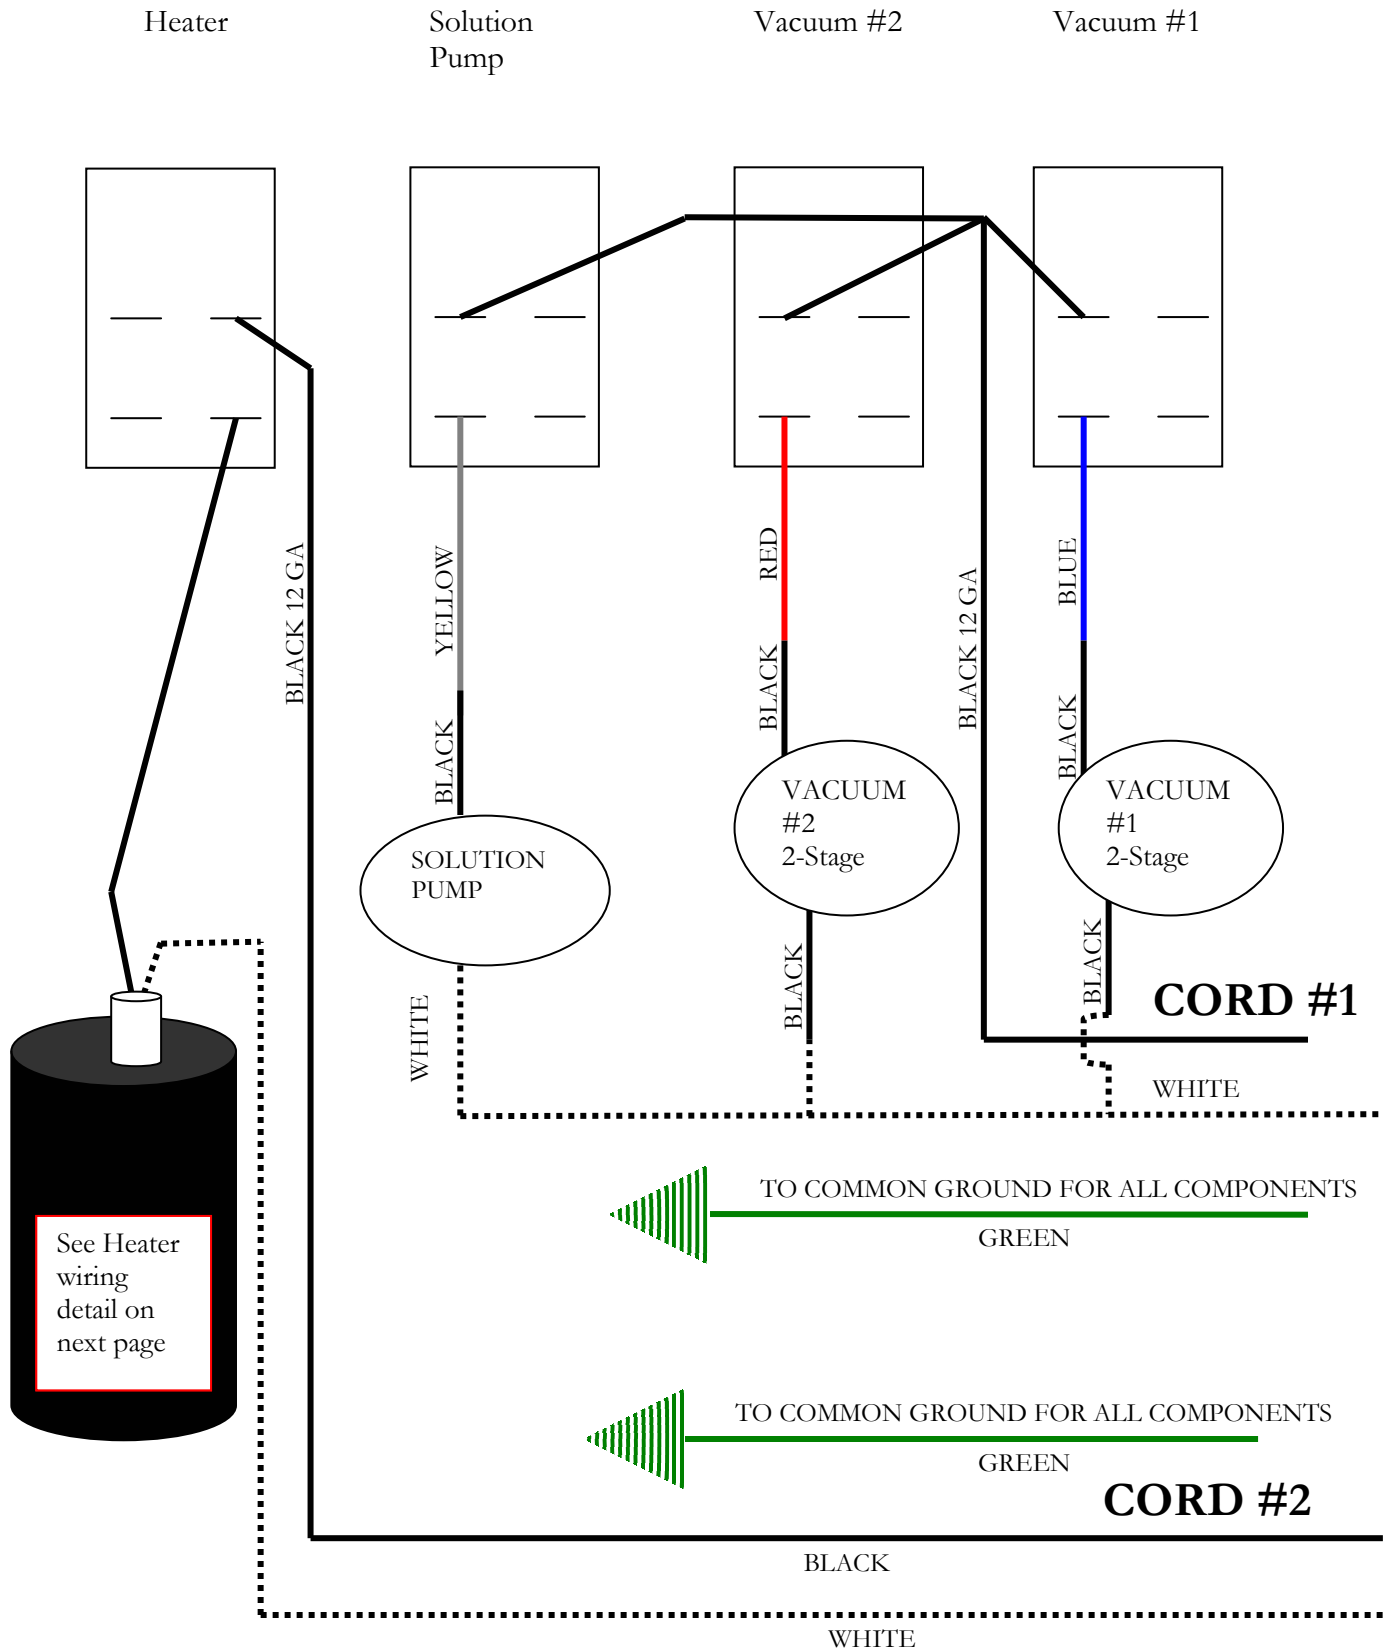 Heater
Solution
Pump
Vacuum #2
Vacuum #1
BLACK 12 GA
YELLOW
BLACK
RED
BLACK
BLACK 12 GA
BLUE
BLACK
SOLUTION
PUMP
VACUUM
#2
2-Stage
VACUUM
#1
2-Stage
WHITE
BLACK
BLACK
CORD #1
WHITE
TO COMMON GROUND FOR ALL COMPONENTS
GREEN
See Heater
wiring
detail on
next page
TO COMMON GROUND FOR ALL COMPONENTS
GREEN
CORD #2
BLACK
WHITE